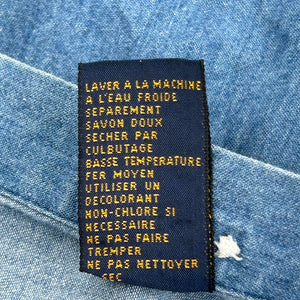 LAVER A LA MACHINE
A L'EAU FROIDE
SEPAREMENT
SAVON DOUX
SECHER PAR
CULBUTAGE
BASSE TEMPERATURE
FER MOYEN
UTILISER UN
DECOLORANT
NON-CHLORE SI
NECESSAIRE
NE PAS FAIRE
TREMPER
NE PAS NETTOYER
SEC